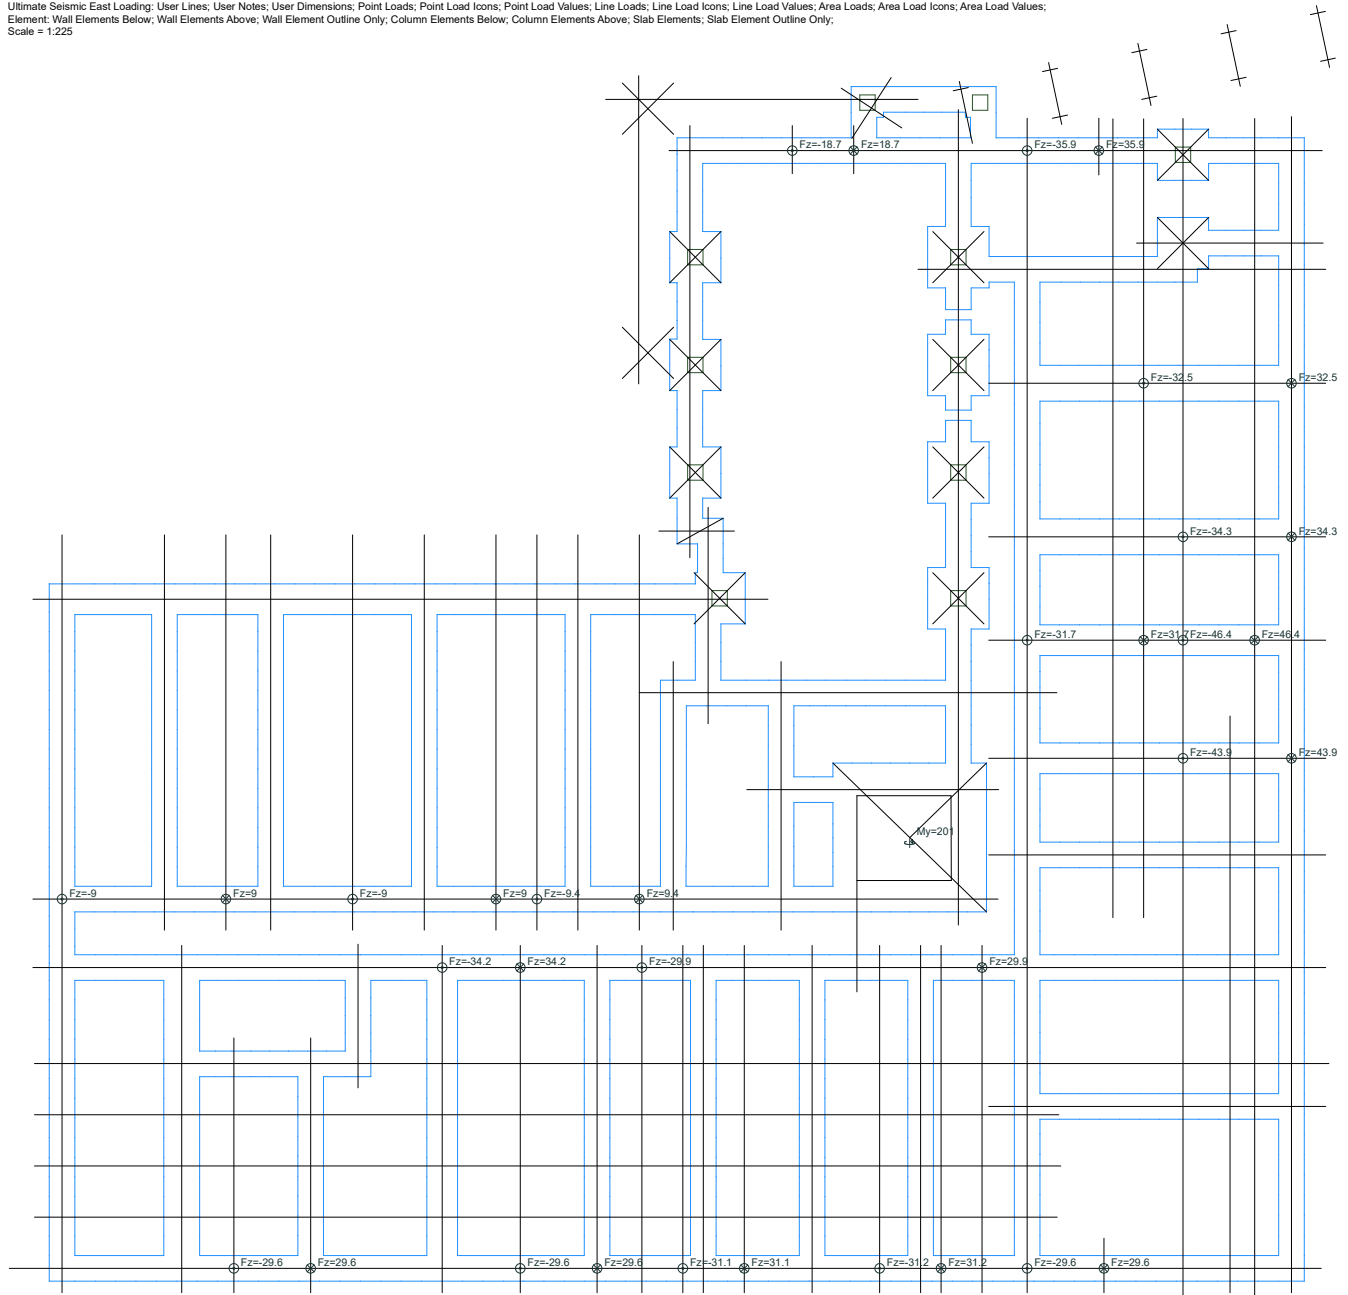 Ultimate Seismic East Loading: User Lines; User Notes; User Dimensions; Point Loads; Point Load Icons; Point Load Values; Line Loads; Line Load Icons; Line Load Values; Area Loads; Area Load Icons; Area Load Values;
Element: Wall Elements Below; Wall Elements Above; Wall Element Outline Only; Column Elements Below; Column Elements Above; Slab Elements; Slab Element Outline Only;
Scale = 1:225
Fz=-18.7 Fz=18.7 Fz=-35.9 Fz=35.9
Fz=-32.5 Fz=32.5
Fz=-34.3 Fz=34.3
Fz=-31.7 Fz=31.7 Fz=-46.4 Fz=46.4
Fz=-43.9 Fz=43.9
My=201
Fz=-9 Fz=9 Fz=-9 Fz=9 Fz=-9.4 Fz=9.4
Fz=-34.2 Fz=34.2 Fz=-29.9 Fz=29.9
Fz=-29.6 Fz=29.6 Fz=-29.6 Fz=29.6 Fz=-31.1 Fz=31.1 Fz=-31.2 Fz=31.2 Fz=-29.6 Fz=29.6